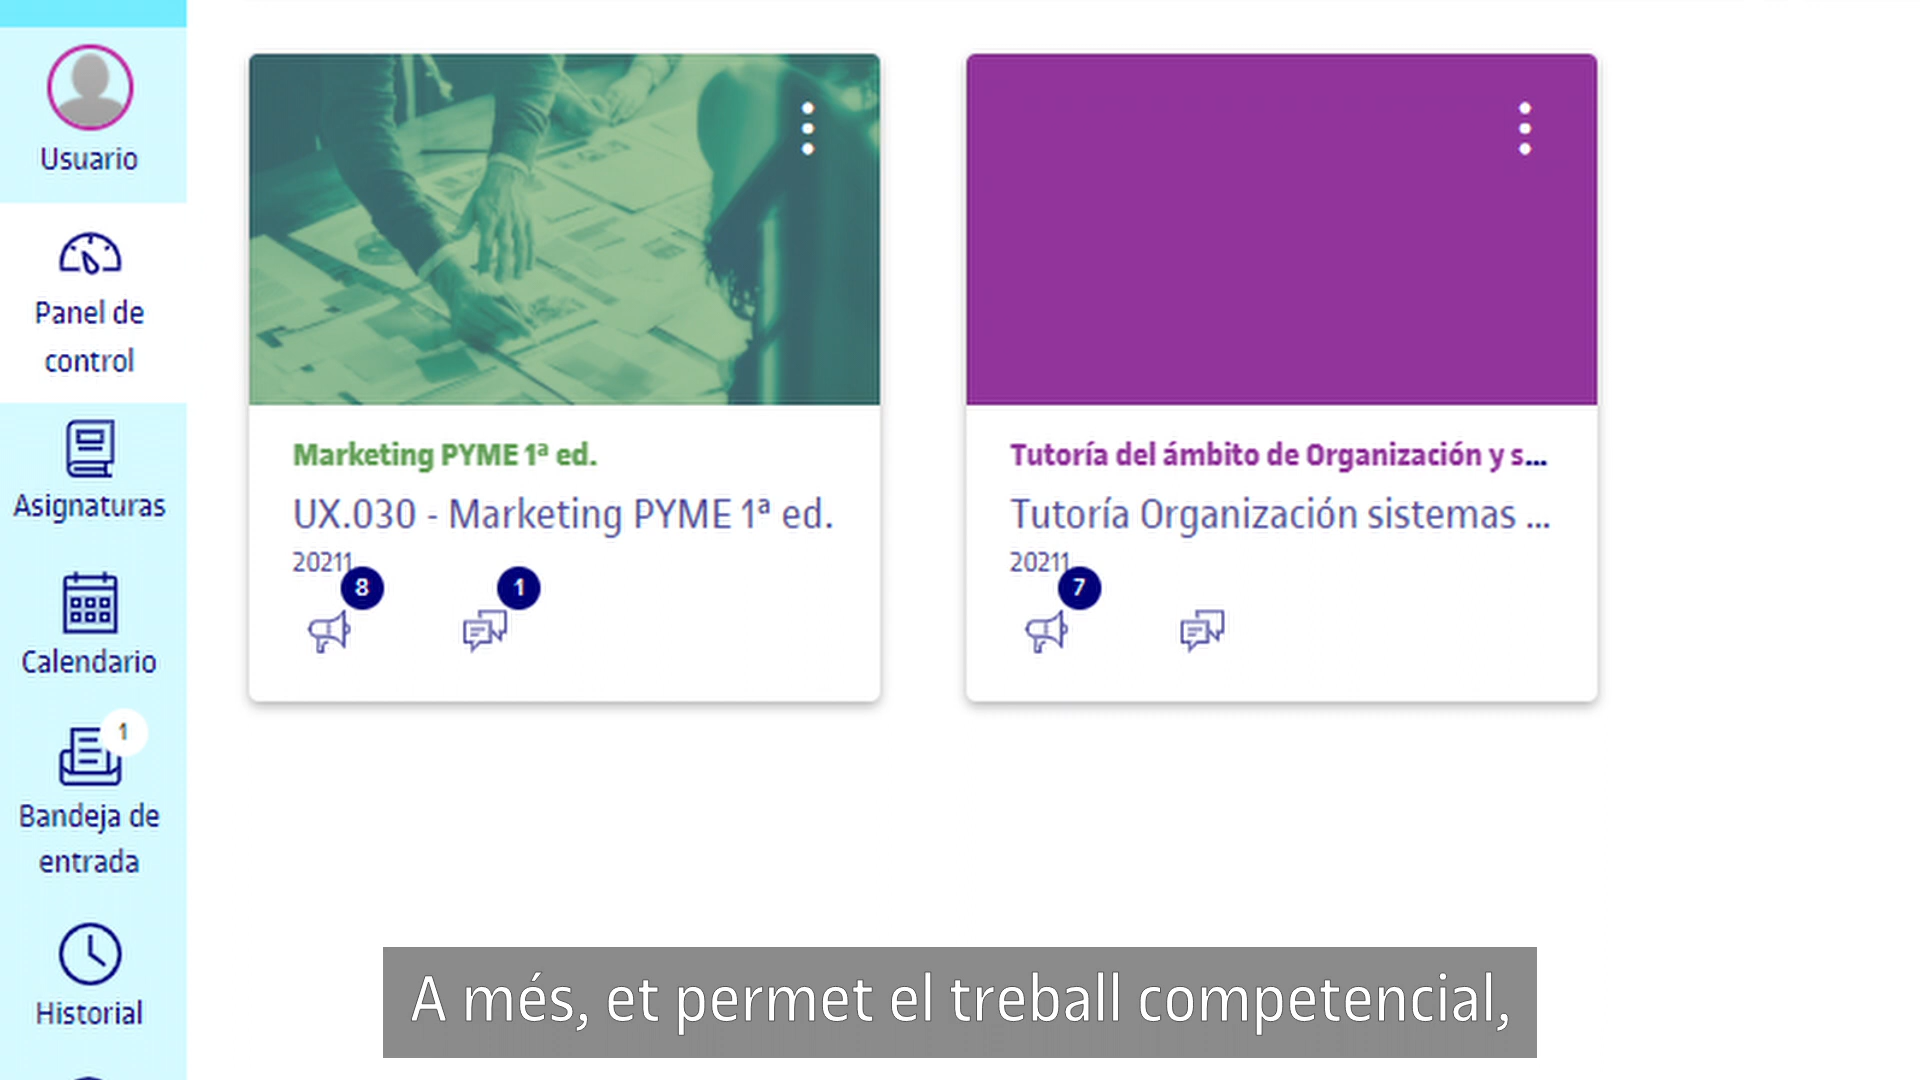 Usuario
Panel de
control
Asignaturas
Calendario
1
Bandeja de
entrada
Historial
Marketing PYME 1ª ed.
UX.030 - Marketing PYME 1ª ed.
20211
8
1
Tutoría del ámbito de Organización y s...
Tutoría Organización sistemas ...
20211
7
A més, et permet el treball competencial,